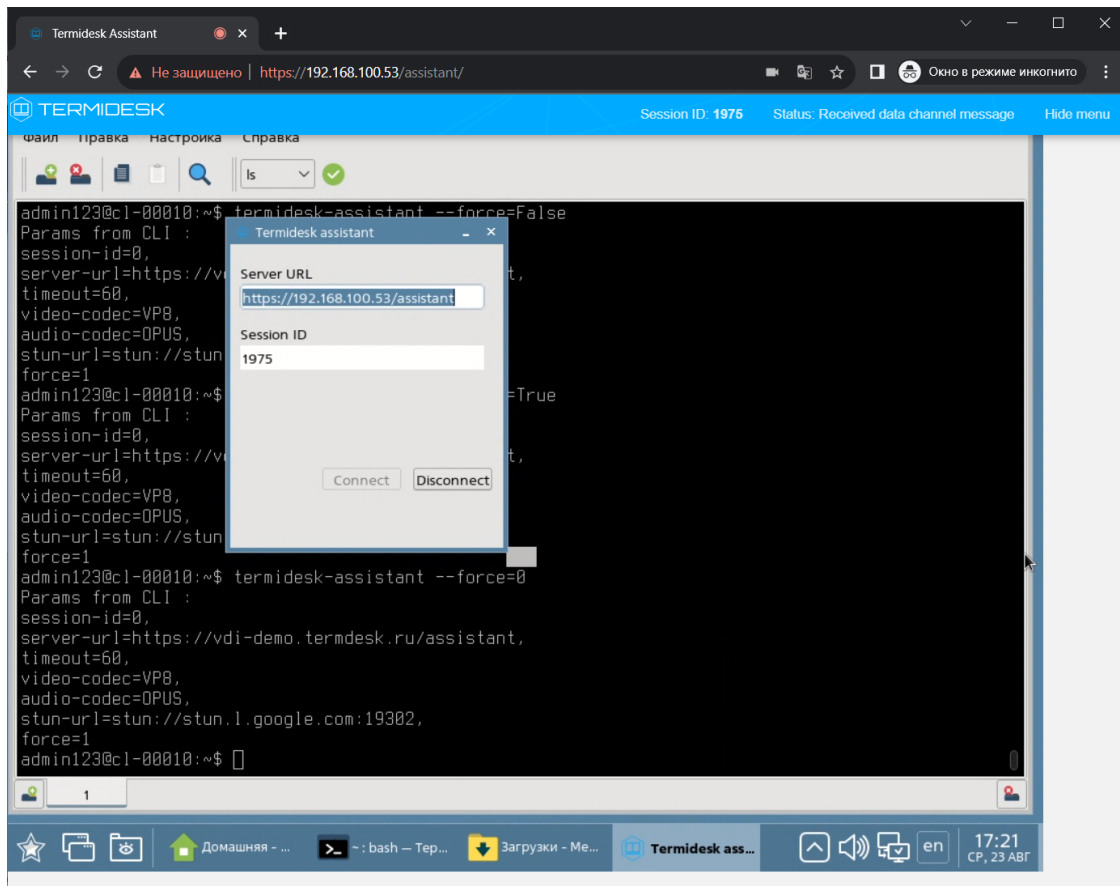 Termidesk Assistant
Не защищено | https://192.168.100.53/assistant/
Окно в режиме инкогнито
TERMIDESK
Session ID: 1975
Status: Received data channel message
Hide menu
Файл Правка Настройка Справка
ls
admin123@cl-00010:~$ termidesk-assistant --force=False
Params from CLI :
session-id=0,
server-url=https://v
t,
timeout=60,
video-codec=VP8,
audio-codec=OPUS,
stun-url=stun://stun
force=1
admin123@cl-00010:~$
=True
Params from CLI :
session-id=0,
server-url=https://v
t,
timeout=60,
video-codec=VP8,
audio-codec=OPUS,
stun-url=stun://stun
force=1
admin123@cl-00010:~$ termidesk-assistant --force=0
Params from CLI :
session-id=0,
server-url=https://vdi-demo.termdesk.ru/assistant,
timeout=60,
video-codec=VP8,
audio-codec=OPUS,
stun-url=stun://stun.l.google.com:19302,
force=1
admin123@cl-00010:~$
Termidesk assistant
Server URL
https://192.168.100.53/assistant
Session ID
1975
Connect
Disconnect
1
Домашняя - ...
~ : bash — Тер...
Загрузки - Ме...
Termidesk ass...
en
17:21
СР, 23 АВГ